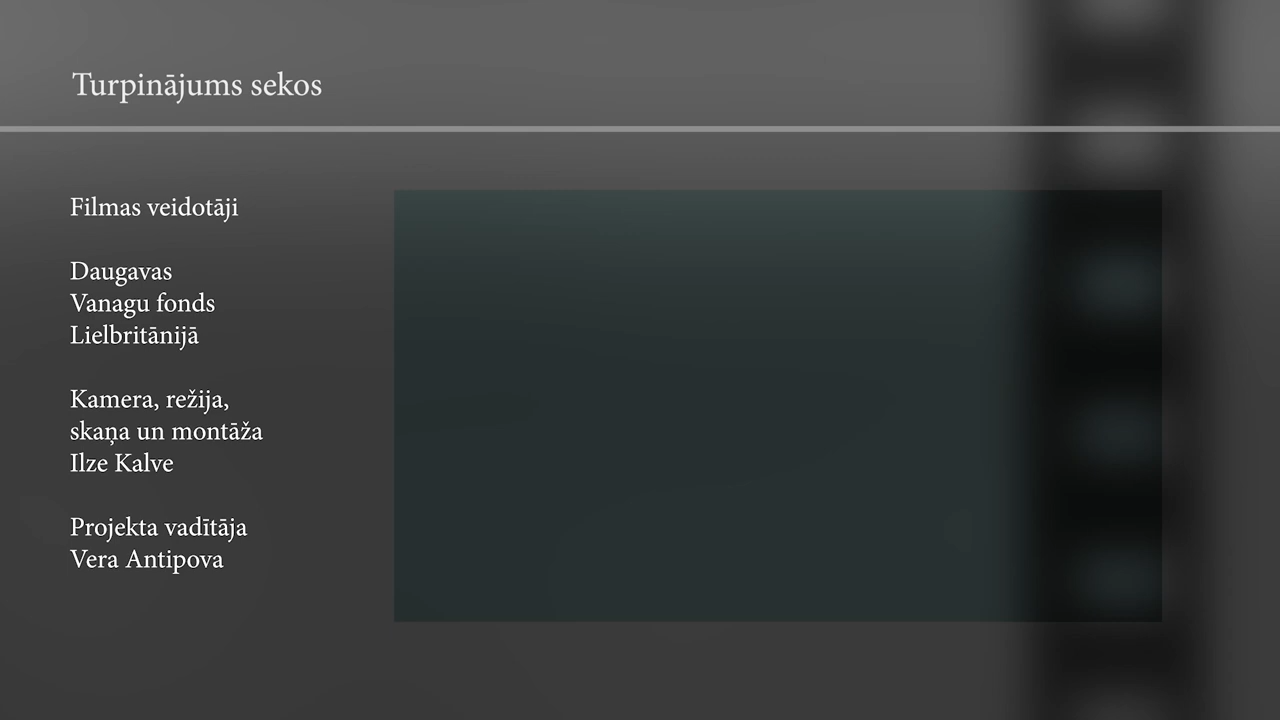 Turpinājums sekos
Filmas veidotāji
Daugavas
Vanagu fonds
Lielbritānijā
Kamera, režija,
skaņa un montāža
Ilze Kalve
Projekta vadītāja
Vera Antipova